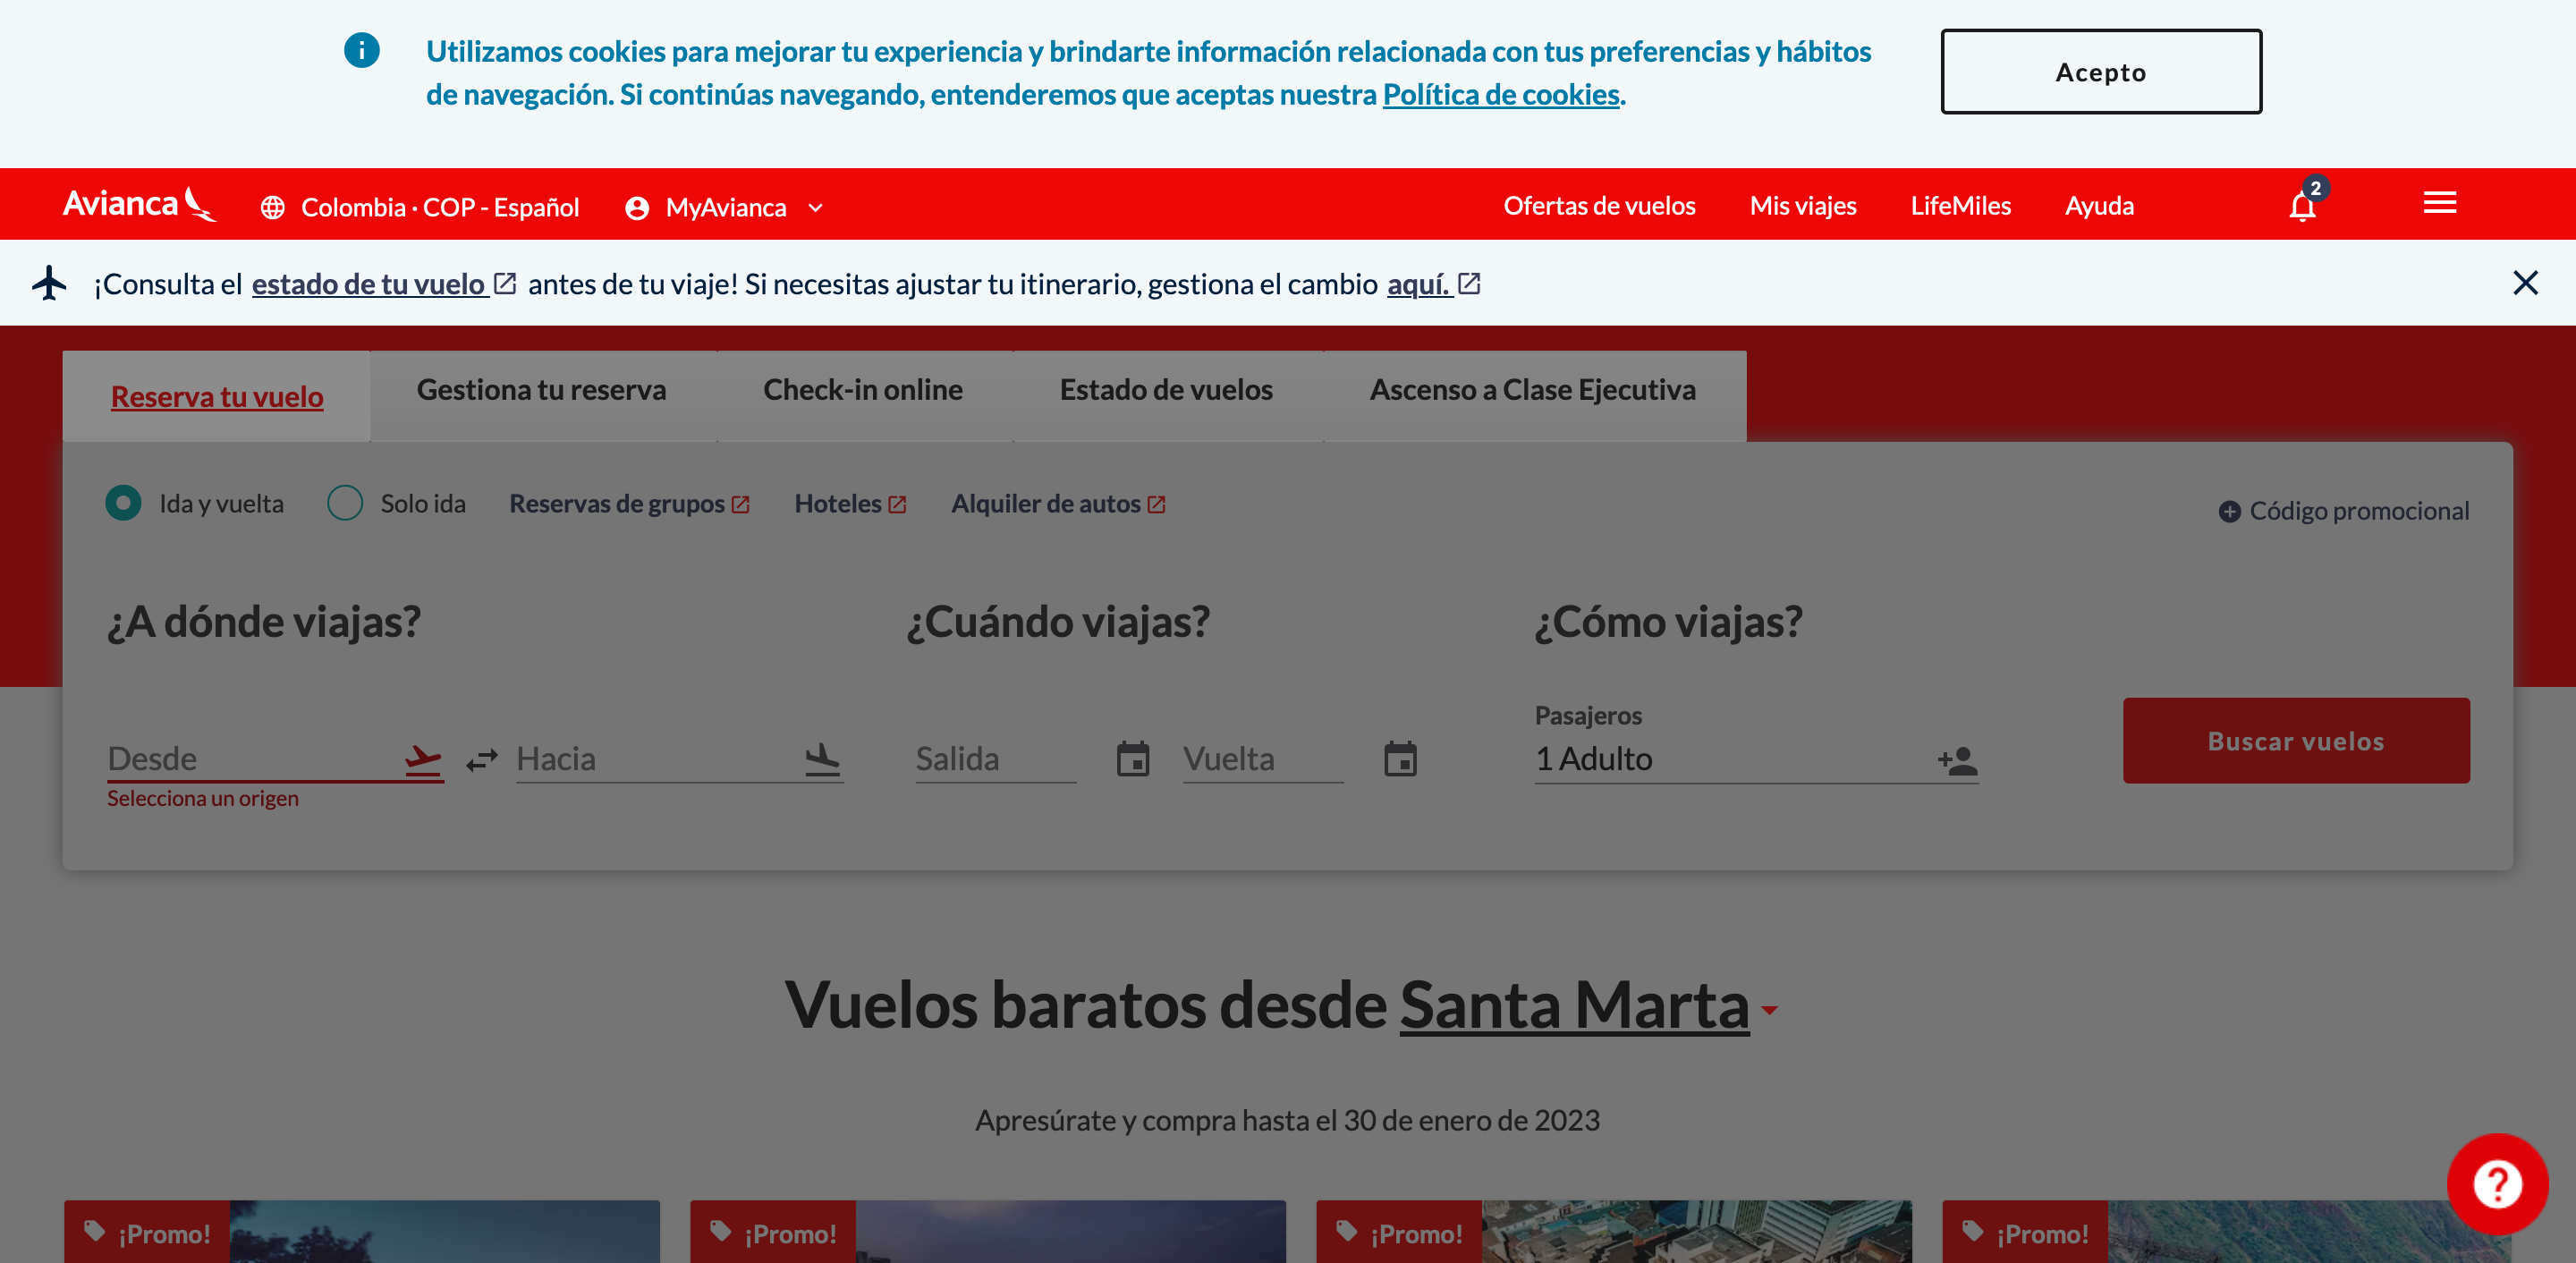 Utilizamos cookies para mejorar tu experiencia y brindarte información relacionada con tus preferencias y hábitos
de navegación. Si continúas navegando, entenderemos que aceptas nuestra Política de cookies.
Acepto
Avianca
Colombia · COP - Español
MyAvianca
Ofertas de vuelos
Mis viajes
LifeMiles
Ayuda
2
¡Consulta el estado de tu vuelo antes de tu viaje! Si necesitas ajustar tu itinerario, gestiona el cambio aquí.
Reserva tu vuelo
Gestiona tu reserva
Check-in online
Estado de vuelos
Ascenso a Clase Ejecutiva
Ida y vuelta
Solo ida
Reservas de grupos
Hoteles
Alquiler de autos
Código promocional
¿A dónde viajas?
¿Cuándo viajas?
¿Cómo viajas?
Pasajeros
Desde
Hacia
Salida
Vuelta
1 Adulto
Buscar vuelos
Selecciona un origen
Vuelos baratos desde Santa Marta
Apresúrate y compra hasta el 30 de enero de 2023
¡Promo!
¡Promo!
¡Promo!
¡Promo!